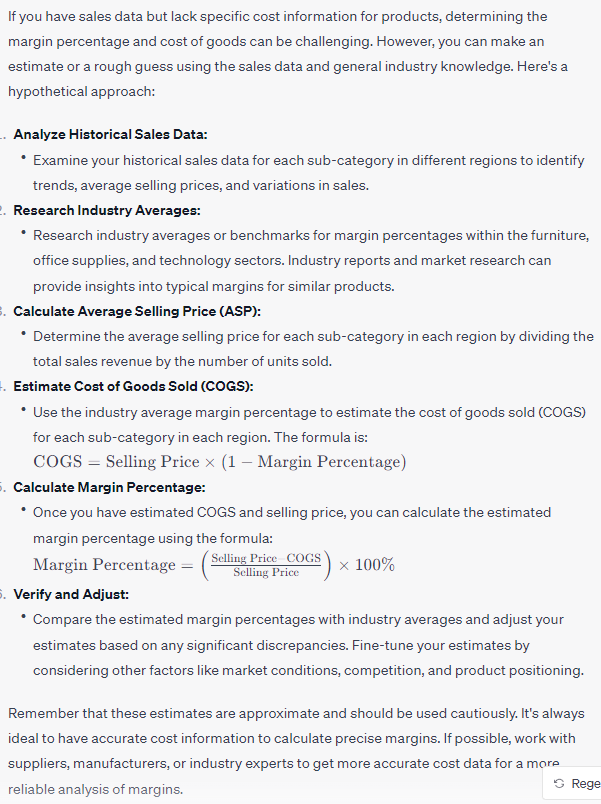 If you have sales data but lack specific cost information for products, determining the
margin percentage and cost of goods can be challenging. However, you can make an
estimate or a rough guess using the sales data and general industry knowledge. Here's a
hypothetical approach:
. Analyze Historical Sales Data:
• Examine your historical sales data for each sub-category in different regions to identify
trends, average selling prices, and variations in sales.
. Research Industry Averages:
• Research industry averages or benchmarks for margin percentages within the furniture,
office supplies, and technology sectors. Industry reports and market research can
provide insights into typical margins for similar products.
. Calculate Average Selling Price (ASP):
• Determine the average selling price for each sub-category in each region by dividing the
total sales revenue by the number of units sold.
. Estimate Cost of Goods Sold (COGS):
• Use the industry average margin percentage to estimate the cost of goods sold (COGS)
for each sub-category in each region. The formula is:
COGS = Selling Price × (1 − Margin Percentage)
. Calculate Margin Percentage:
• Once you have estimated COGS and selling price, you can calculate the estimated
margin percentage using the formula:
Margin Percentage = (Selling Price−COGS / Selling Price) × 100%
. Verify and Adjust:
• Compare the estimated margin percentages with industry averages and adjust your
estimates based on any significant discrepancies. Fine-tune your estimates by
considering other factors like market conditions, competition, and product positioning.
Remember that these estimates are approximate and should be used cautiously. It's always
ideal to have accurate cost information to calculate precise margins. If possible, work with
suppliers, manufacturers, or industry experts to get more accurate cost data for a more
reliable analysis of margins.
Rege